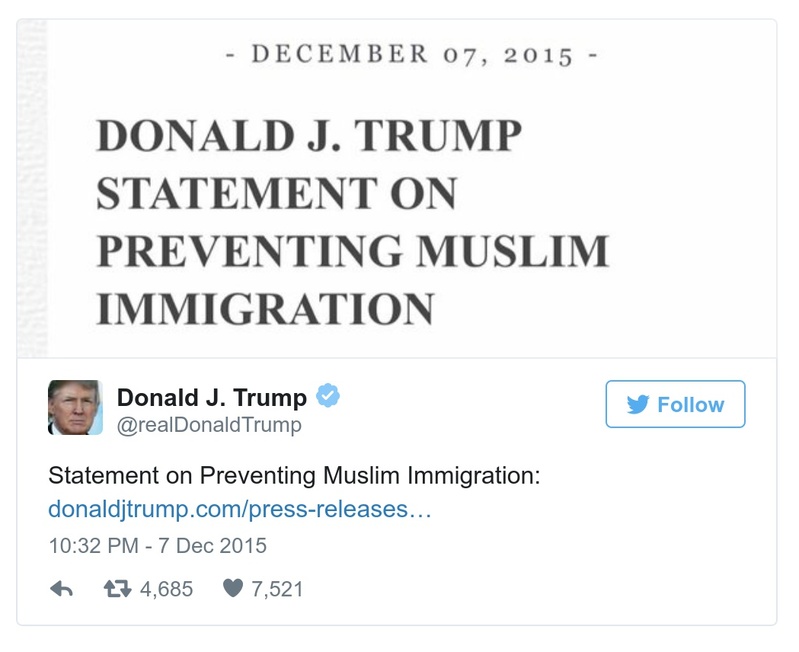 - DECEMBER 07, 2015 -
DONALD J. TRUMP
STATEMENT ON
PREVENTING MUSLIM
IMMIGRATION
Donald J. Trump
@realDonaldTrump
Follow
Statement on Preventing Muslim Immigration:
donaldjtrump.com/press-releases…
10:32 PM - 7 Dec 2015
4,685 7,521